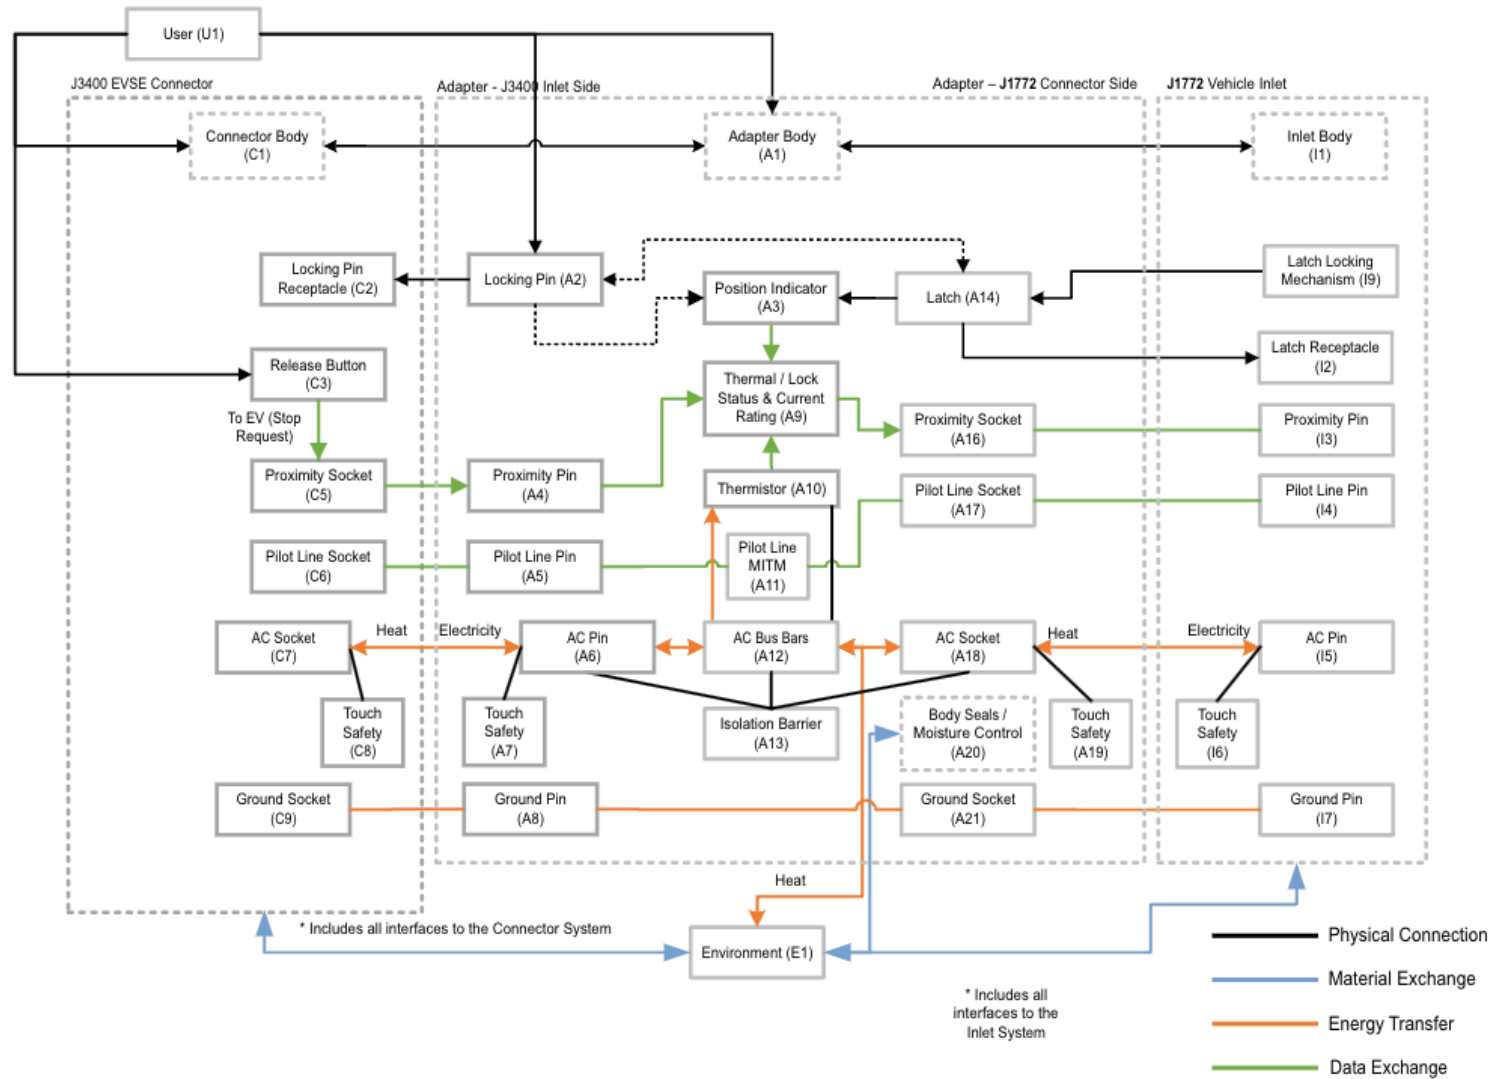 User (U1)
J3400 EVSE Connector
Adapter - J3400 Inlet Side
Adapter – J1772 Connector Side
J1772 Vehicle Inlet
Connector Body
(C1)
Adapter Body
(A1)
Inlet Body
(I1)
Locking Pin
Receptacle (C2)
Locking Pin (A2)
Position Indicator
(A3)
Latch (A14)
Latch Locking
Mechanism (I9)
Release Button
(C3)
Thermal / Lock
Status & Current
Rating (A9)
Latch Receptacle
(I2)
To EV (Stop
Request)
Proximity Socket
(A16)
Proximity Pin
(I3)
Proximity Socket
(C5)
Proximity Pin
(A4)
Thermistor (A10)
Pilot Line Socket
(A17)
Pilot Line Pin
(I4)
Pilot Line Socket
(C6)
Pilot Line Pin
(A5)
Pilot Line
MITM
(A11)
AC Socket
(C7)
Heat
Electricity
AC Pin
(A6)
AC Bus Bars
(A12)
AC Socket
(A18)
Heat
Electricity
AC Pin
(I5)
Touch
Safety
(C8)
Touch
Safety
(A7)
Isolation Barrier
(A13)
Body Seals /
Moisture Control
(A20)
Touch
Safety
(A19)
Touch
Safety
(I6)
Ground Socket
(C9)
Ground Pin
(A8)
Ground Socket
(A21)
Ground Pin
(I7)
Heat
* Includes all interfaces to the Connector System
Environment (E1)
* Includes all
interfaces to the
Inlet System
Physical Connection
Material Exchange
Energy Transfer
Data Exchange